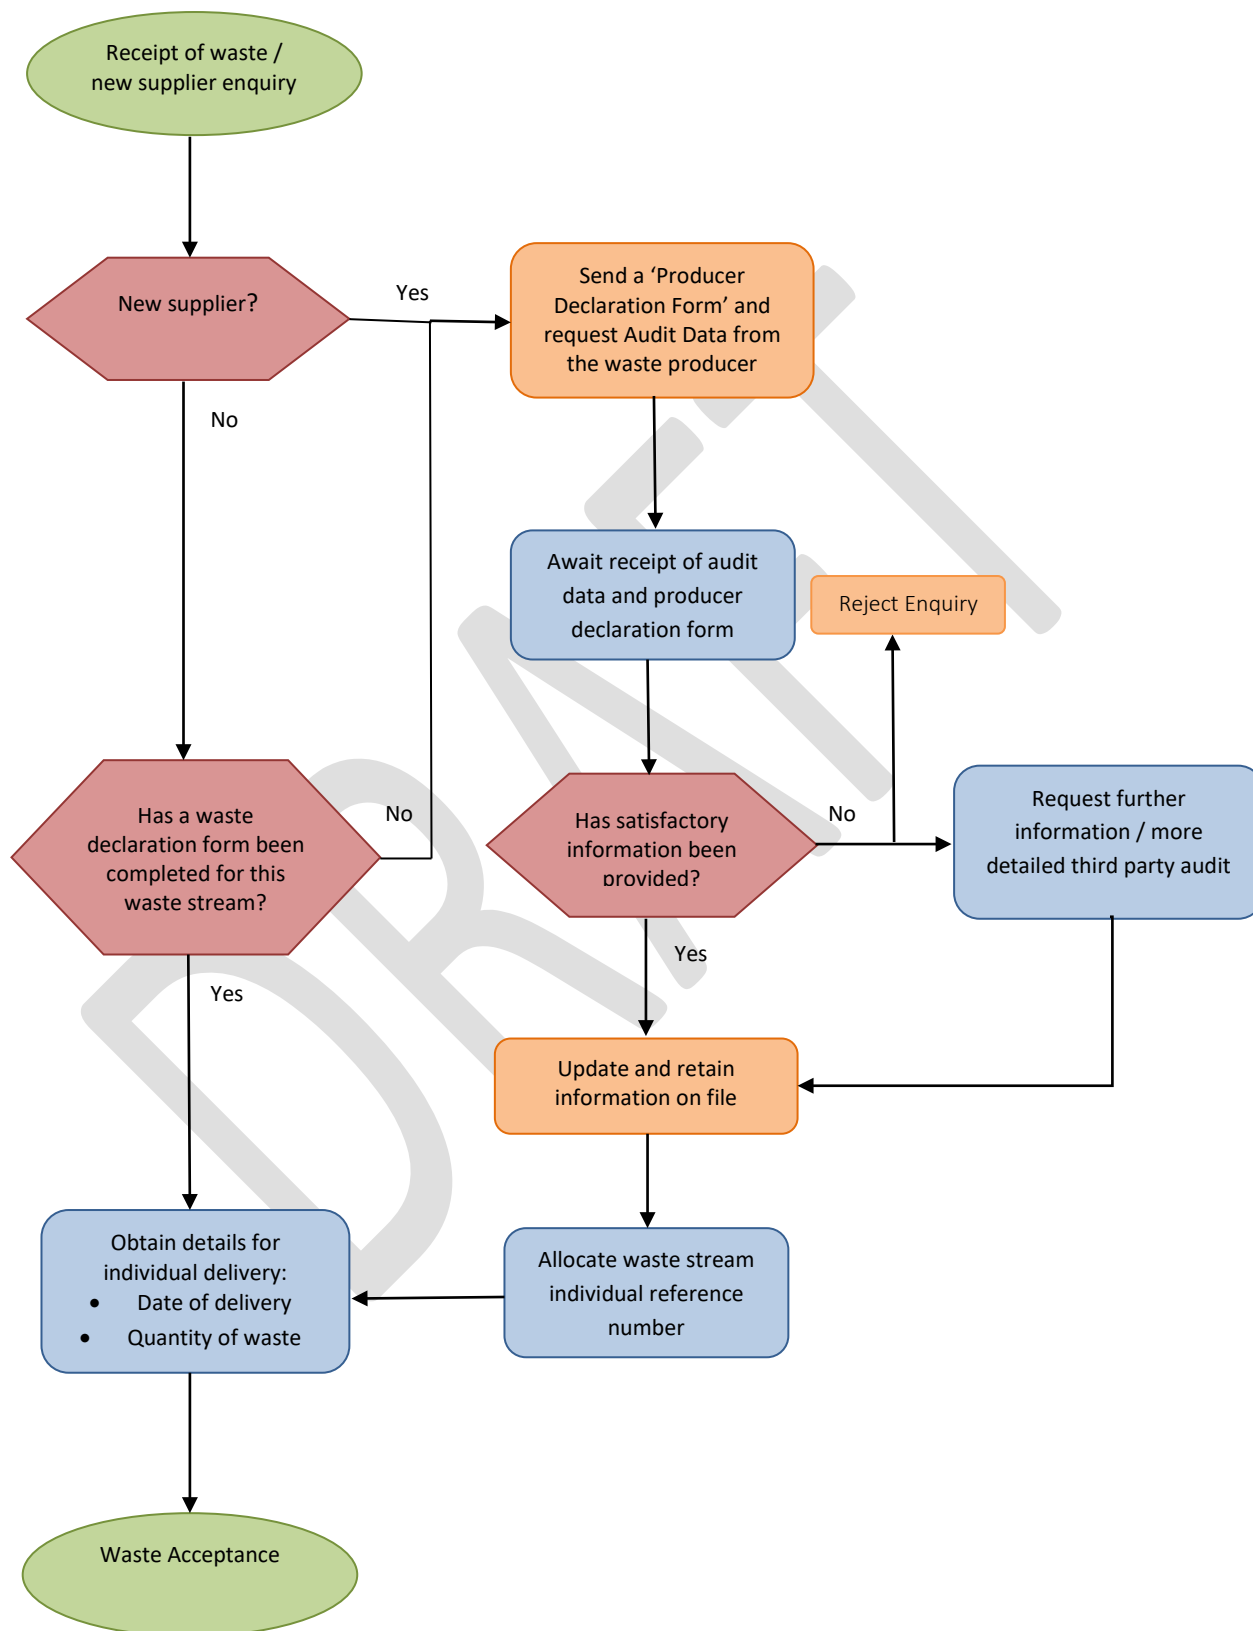 Receipt of waste /
new supplier enquiry
New supplier?
Yes
Send a ‘Producer
Declaration Form’ and
request Audit Data from
the waste producer
No
Await receipt of audit
data and producer
declaration form
Reject Enquiry
Has a waste
declaration form been
completed for this
waste stream?
No
Has satisfactory
information been
provided?
No
Request further
information / more
detailed third party audit
Yes
Yes
Update and retain
information on file
Obtain details for
individual delivery:
• Date of delivery
• Quantity of waste
Allocate waste stream
individual reference
number
Waste Acceptance
DRAFT